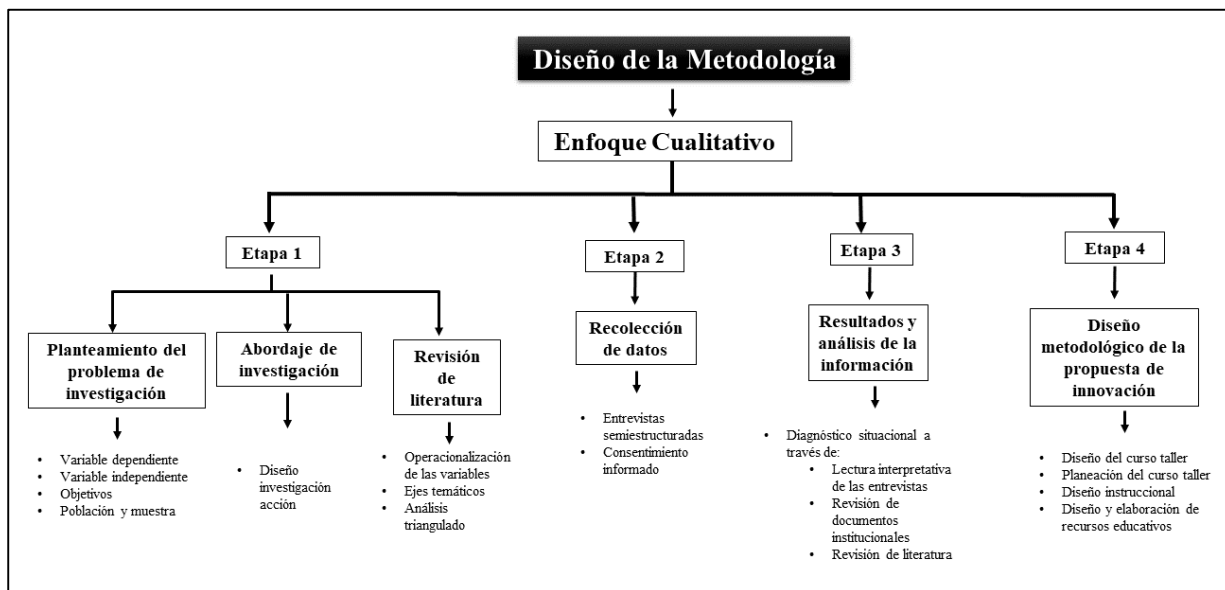 Diseño de la Metodología
Enfoque Cualitativo
Etapa 1
Planteamiento del
problema de
investigación
• Variable dependiente
• Variable independiente
• Objetivos
• Población y muestra
Abordaje de
investigación
• Diseño
investigación
acción
Revisión
de
literatura
• Operacionalización
de las variables
• Ejes temáticos
• Análisis
triangulado
Etapa 2
Recolección
de datos
• Entrevistas
semiestructuradas
• Consentimiento
informado
Etapa 3
Resultados y
análisis de la
información
• Diagnóstico situacional a
través de:
• Lectura interpretativa
de las entrevistas
• Revisión de
documentos
institucionales
• Revisión de literatura
Etapa 4
Diseño
metodológico de la
propuesta de
innovación
• Diseño del curso taller
• Planeación del curso taller
• Diseño instruccional
• Diseño y elaboración de
recursos educativos